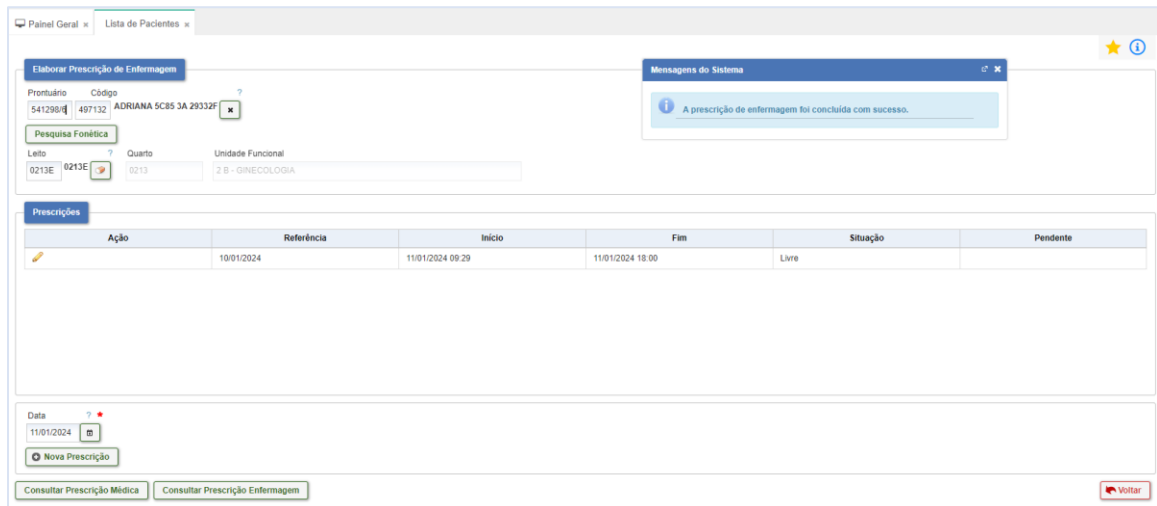 Painel Geral × Lista de Pacientes ×
Elaborar Prescrição de Enfermagem
Prontuário Código ?
541298/6 497132 ADRIANA 5C85 3A 29332F
Pesquisa Fonética
Leito ? Quarto Unidade Funcional
0213E 0213E 0213 2 B - GINECOLOGIA
Mensagens do Sistema
A prescrição de enfermagem foi concluída com sucesso.
Prescrições
Ação Referência Início Fim Situação Pendente
10/01/2024 11/01/2024 09:29 11/01/2024 18:00 Livre
Data ? *
11/01/2024
Nova Prescrição
Consultar Prescrição Médica Consultar Prescrição Enfermagem Voltar